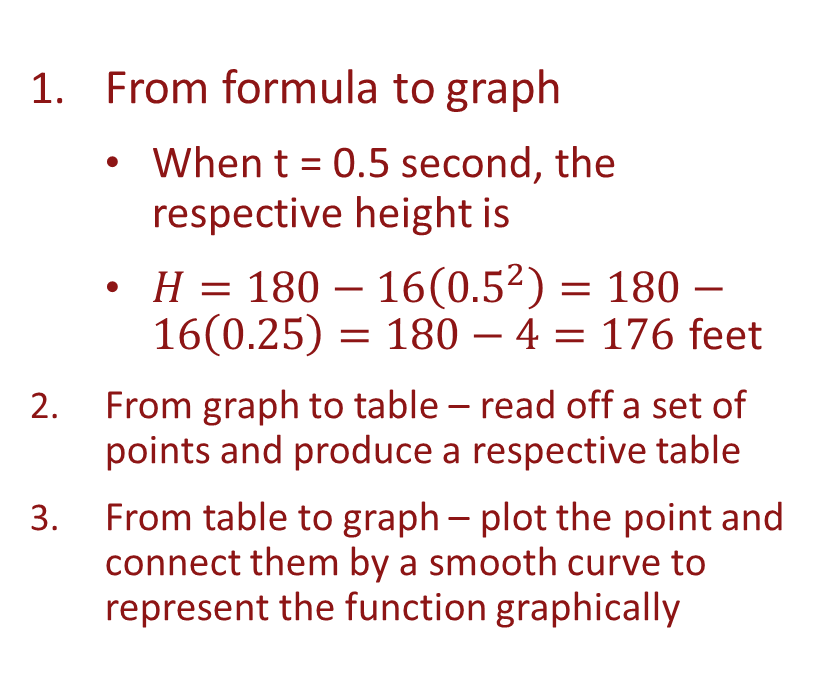 1. From formula to graph
• When t = 0.5 second, the
respective height is
• H = 180 − 16(0.5²) = 180 −
16(0.25) = 180 − 4 = 176 feet
2. From graph to table – read off a set of
points and produce a respective table
3. From table to graph – plot the point and
connect them by a smooth curve to
represent the function graphically